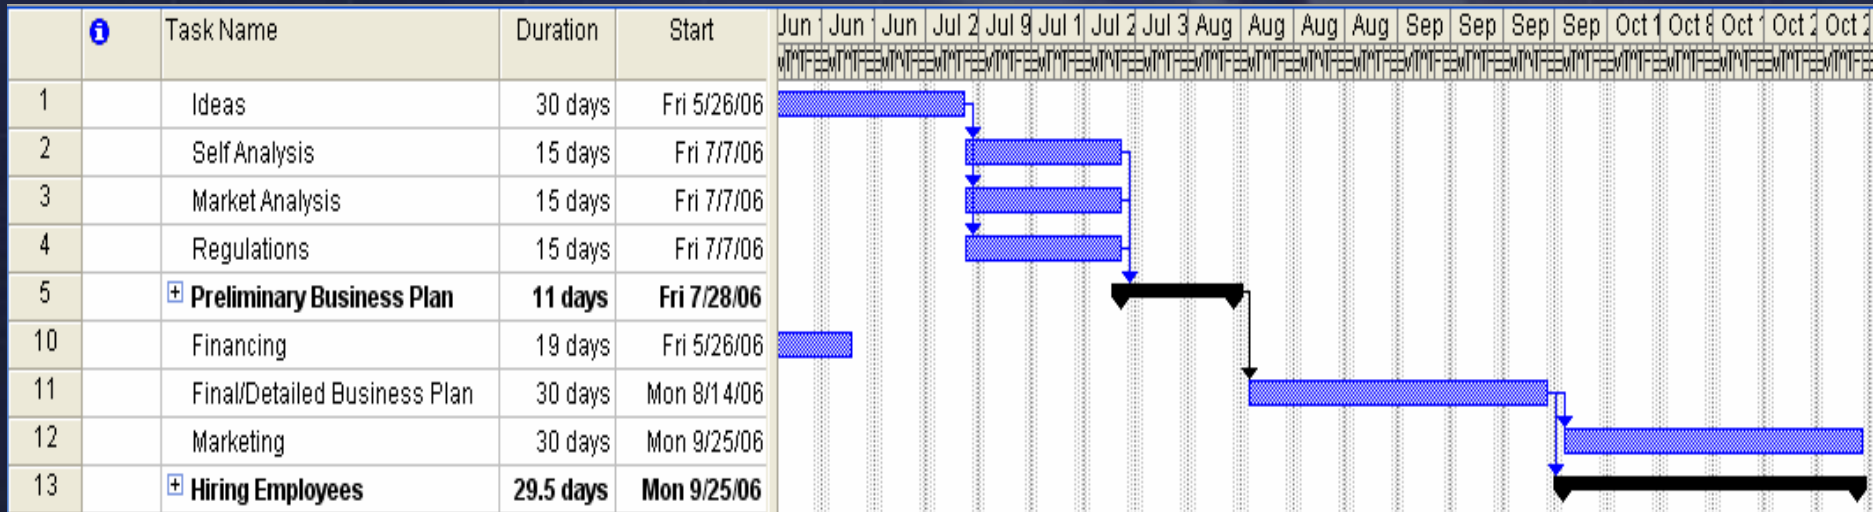 Task Name Duration Start Jun Jun Jun Jul 2 Jul 9 Jul 1 Jul 2 Jul 3 Aug Aug Aug Aug Sep Sep Sep Sep Oct 1 Oct 8 Oct 1 Oct 2 Oct 2
1 Ideas 30 days Fri 5/26/06
2 Self Analysis 15 days Fri 7/7/06
3 Market Analysis 15 days Fri 7/7/06
4 Regulations 15 days Fri 7/7/06
5 Preliminary Business Plan 11 days Fri 7/28/06
10 Financing 19 days Fri 5/26/06
11 Final/Detailed Business Plan 30 days Mon 8/14/06
12 Marketing 30 days Mon 9/25/06
13 Hiring Employees 29.5 days Mon 9/25/06